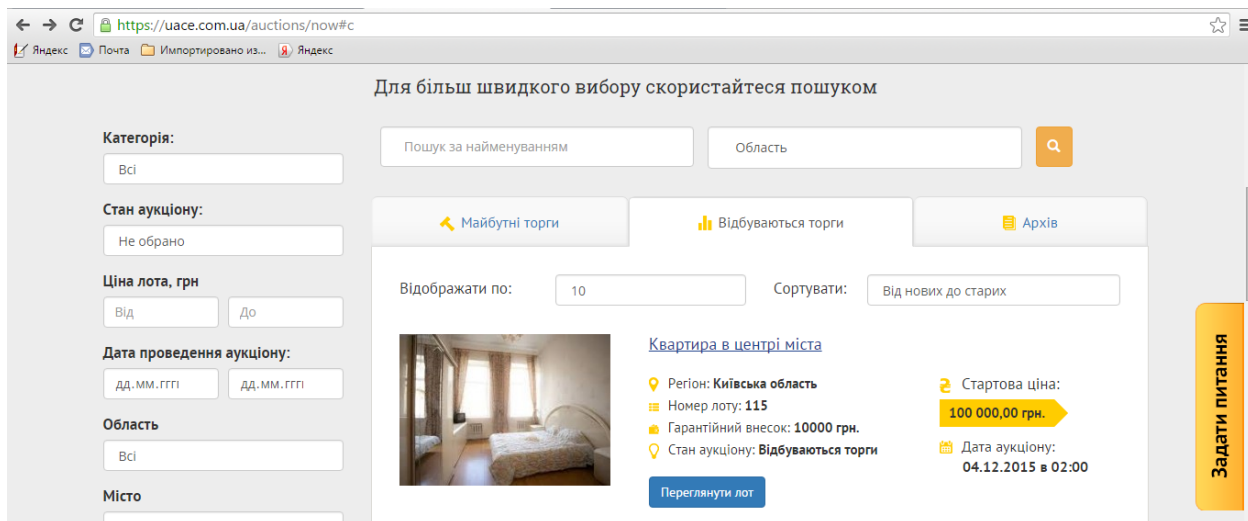 https://uace.com.ua/auctions/now#c
Яндекс Почта Импортировано из... Яндекс
Для більш швидкого вибору скористайтеся пошуком
Категорія:
Всі
Стан аукціону:
Не обрано
Ціна лота, грн
Від До
Дата проведення аукціону:
дд.мм.гггі дд.мм.гггі
Область
Всі
Місто
Пошук за найменуванням Область
Майбутні торги Відбуваються торги Архів
Відображати по: 10 Сортувати: Від нових до старих
Квартира в центрі міста
Регіон: Київська область
Номер лоту: 115
Гарантійний внесок: 10000 грн.
Стан аукціону: Відбуваються торги
Переглянути лот
Стартова ціна:
100 000,00 грн.
Дата аукціону:
04.12.2015 в 02:00
Задати питання